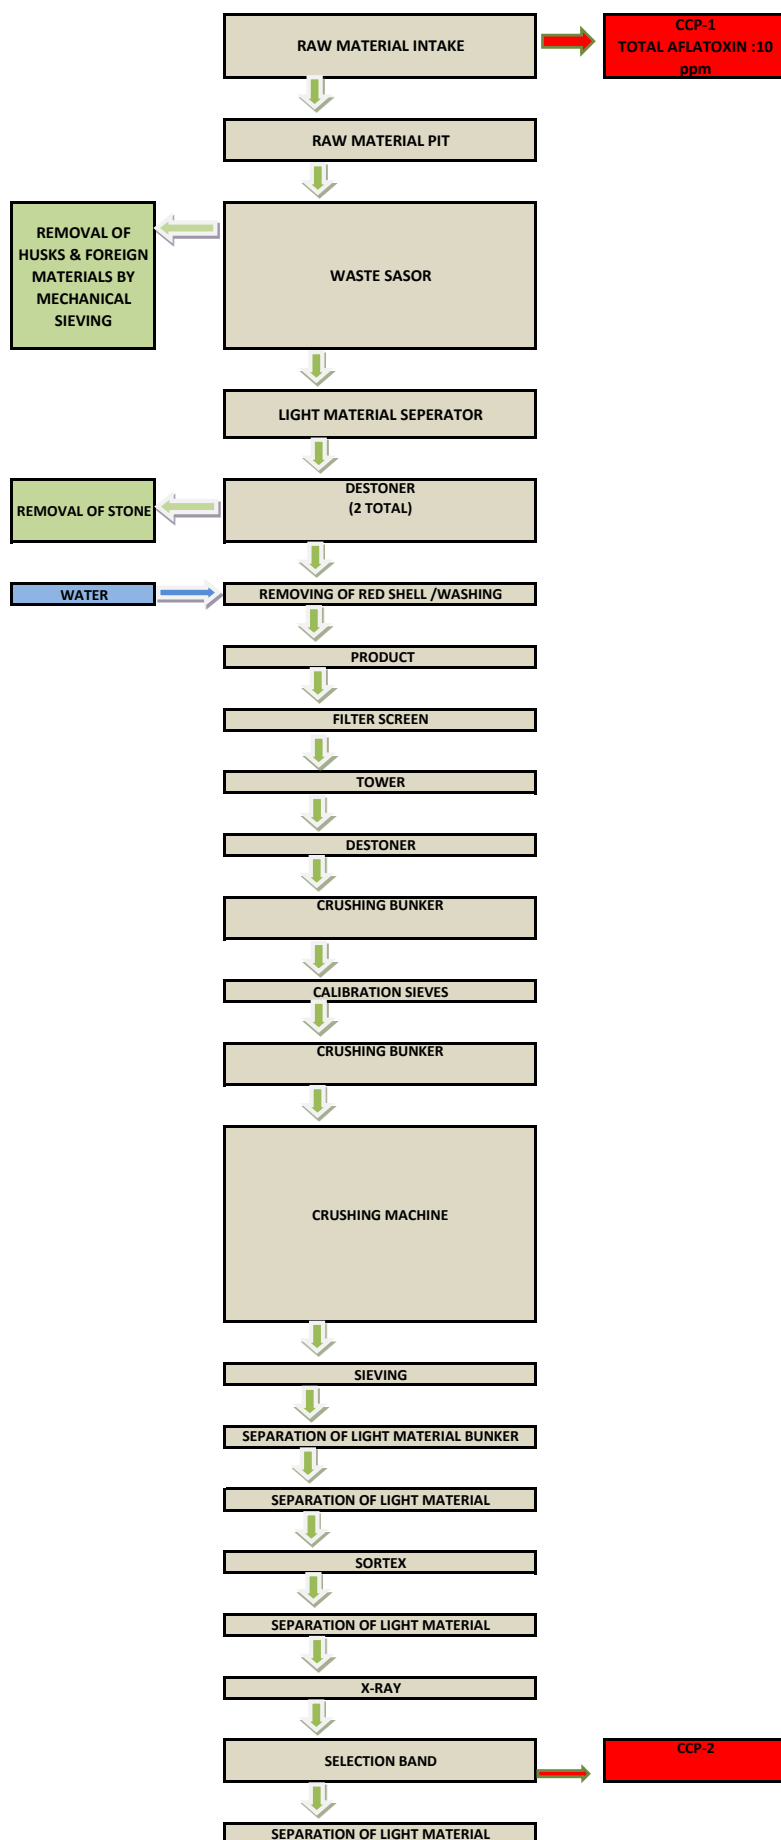 RAW MATERIAL INTAKE
CCP-1
TOTAL AFLATOXIN :10
ppm
RAW MATERIAL PIT
REMOVAL OF
HUSKS & FOREIGN
MATERIALS BY
MECHANICAL
SIEVING
WASTE SASOR
LIGHT MATERIAL SEPERATOR
REMOVAL OF STONE
DESTONER
(2 TOTAL)
WATER
REMOVING OF RED SHELL /WASHING
PRODUCT
FILTER SCREEN
TOWER
DESTONER
CRUSHING BUNKER
CALIBRATION SIEVES
CRUSHING BUNKER
CRUSHING MACHINE
SIEVING
SEPARATION OF LIGHT MATERIAL BUNKER
SEPARATION OF LIGHT MATERIAL
SORTEX
SEPARATION OF LIGHT MATERIAL
X-RAY
SELECTION BAND
CCP-2
SEPARATION OF LIGHT MATERIAL